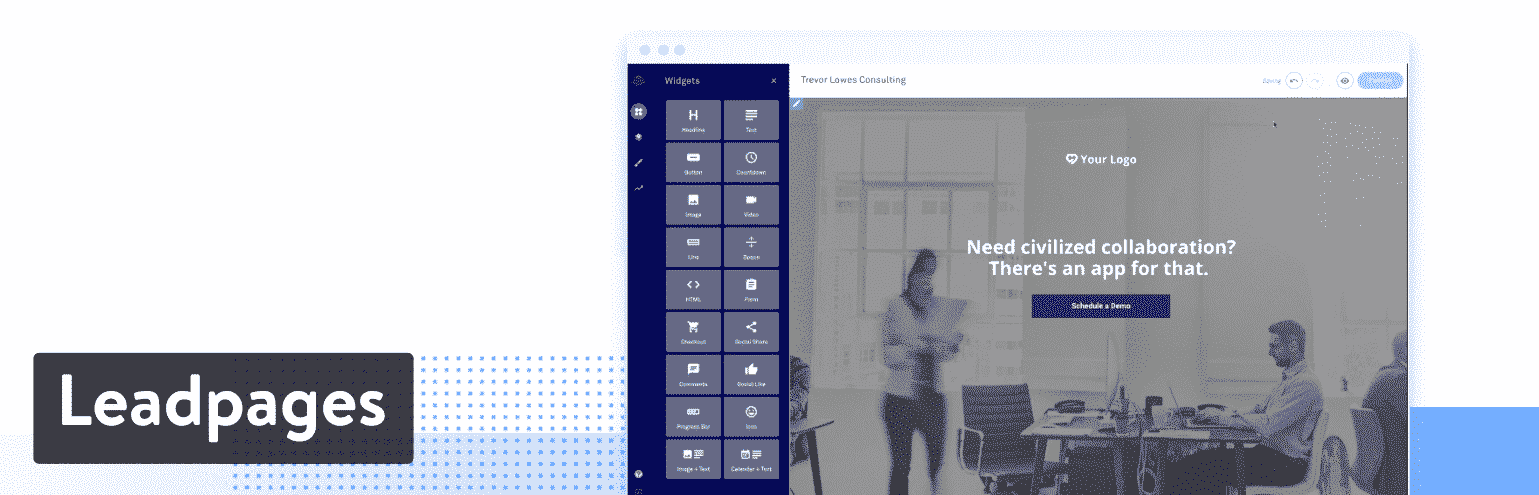 Leadpages
Widgets
Trevor Lowes Consulting
Saving
Headline
Text
Button
Countdown
Image
Video
Line
Space
HTML
Form
Checkout
Social Share
Comments
Social Like
Progress Bar
Icon
Image + Text
Calendar + Text
Your Logo
Need civilized collaboration?
There's an app for that.
Schedule a Demo